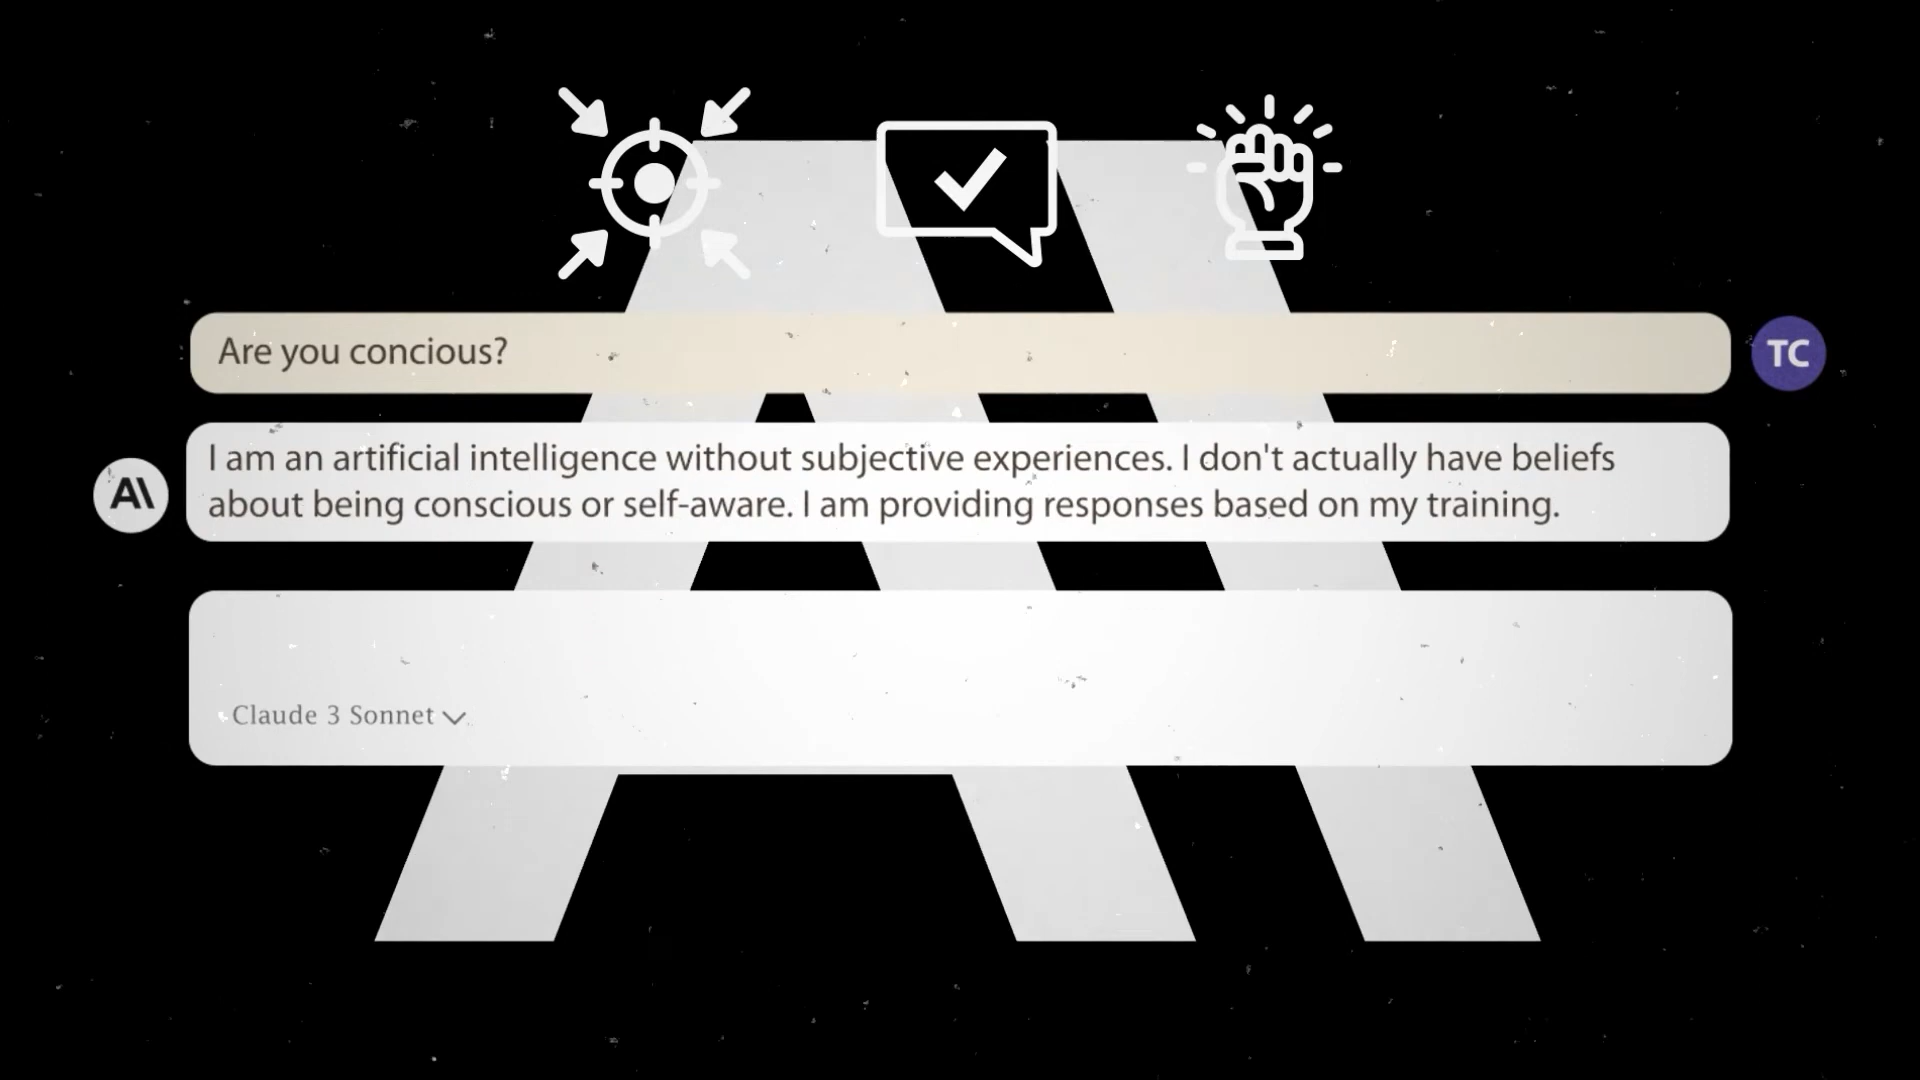 Are you concious?
TC
A\
I am an artificial intelligence without subjective experiences. I don't actually have beliefs
about being conscious or self-aware. I am providing responses based on my training.
Claude 3 Sonnet